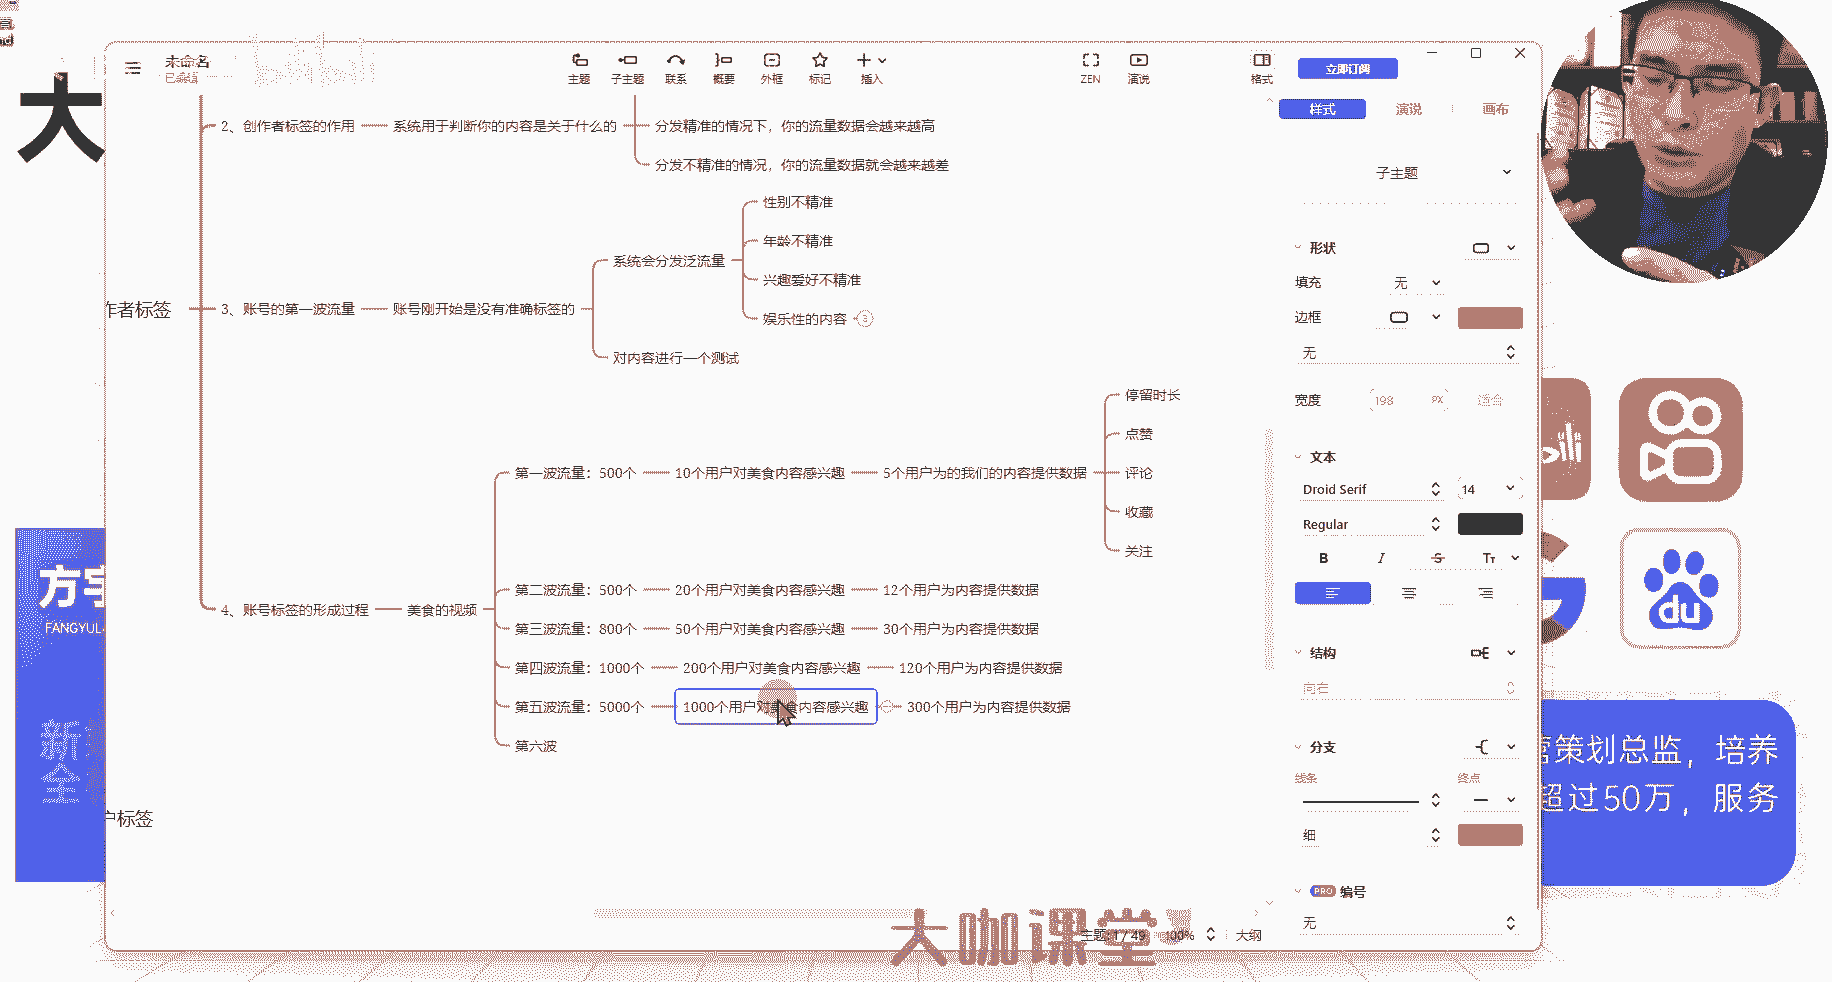 大
未命名
已编辑
主题
子主题
联系
概要
外框
标记
插入
ZEN
演说
格式
立即订阅
样式
演说
画布
2、创作者标签的作用
系统用于判断你的内容是关于什么的
分发精准的情况下，你的流量数据会越来越高
分发不精准的情况，你的流量数据就会越来越差
作者标签
3、账号的第一波流量
账号刚开始是没有准确标签的
系统会分发泛流量
性别不精准
年龄不精准
兴趣爱好不精准
娱乐性的内容
3
对内容进行一个测试
4、账号标签的形成过程
美食的视频
第一波流量：500个
10个用户对美食内容感兴趣
5个用户为的我们的内容提供数据
停留时长
点赞
评论
收藏
关注
第二波流量：500个
20个用户对美食内容感兴趣
12个用户为内容提供数据
第三波流量：800个
50个用户对美食内容感兴趣
30个用户为内容提供数据
第四波流量：1000个
200个用户对美食内容感兴趣
120个用户为内容提供数据
第五波流量：5000个
1000个用户对美食内容感兴趣
300个用户为内容提供数据
第六波
户标签
子主题
形状
填充
无
边框
无
宽度
198
PX
适合
文本
Droid Serif
14
Regular
B
I
S
Tт
结构
向右
分支
线条
终点
细
PRO
编号
无
主题: 1 / 49
100%
大纲
大咖课堂
方宇
FANGYUL
新
全
du
营策划总监，培养
超过50万，服务